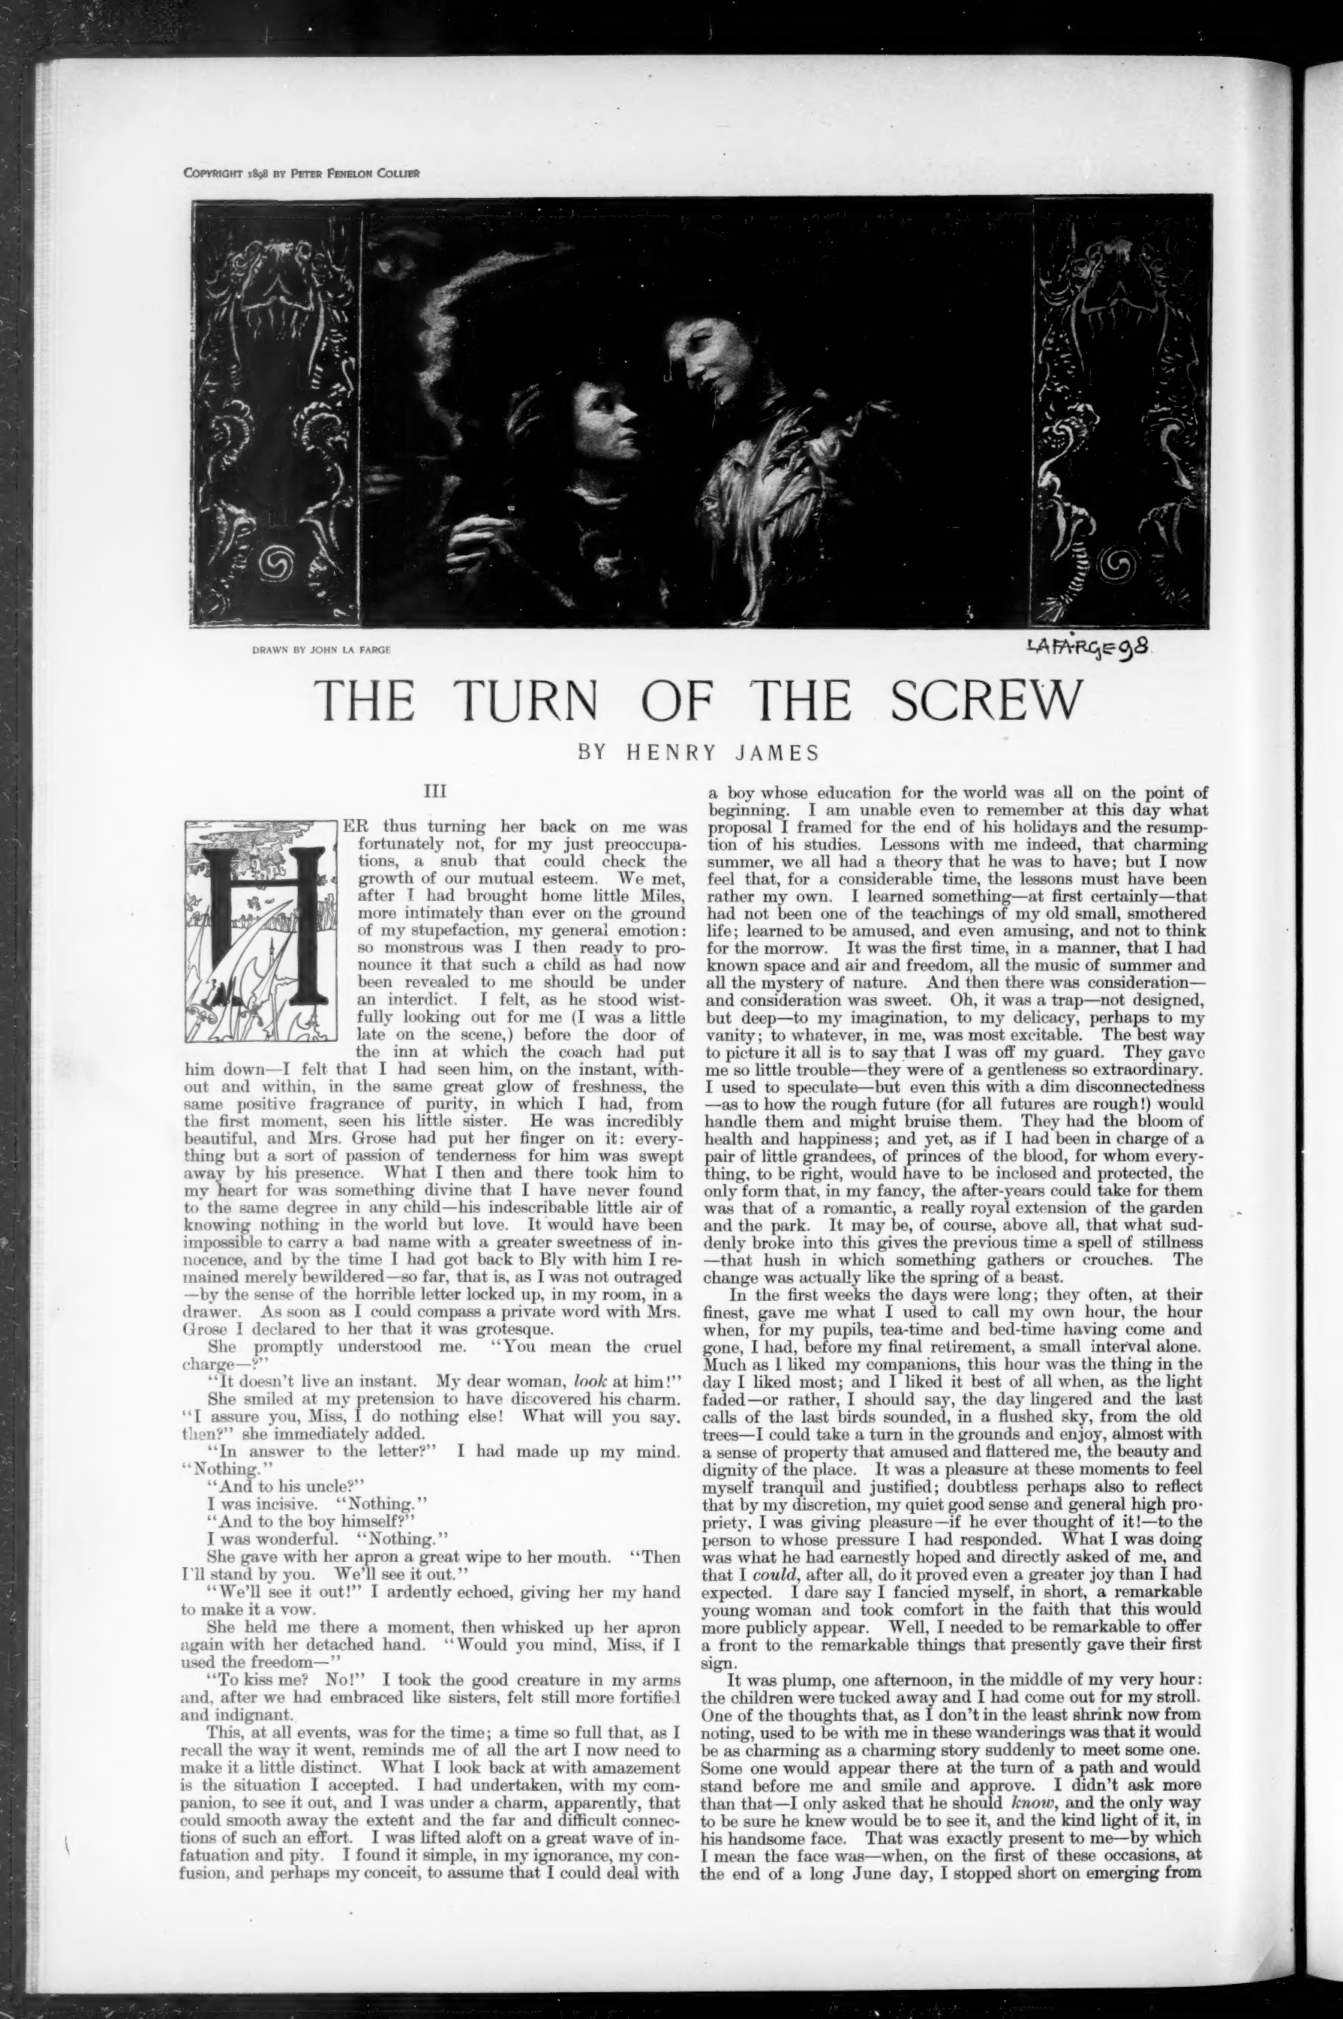 COPYRIGHT 1898 BY PETER FENELON COLLIER
DRAWN BY JOHN LA FARGE
LAFARGE 98
THE TURN OF THE SCREW
BY HENRY JAMES
III
HER thus turning her back on me was
fortunately not, for my just preoccupa-
tions, a snub that could check the
growth of our mutual esteem. We met,
after I had brought home little Miles,
more intimately than ever on the ground
of my stupefaction, my general emotion:
so monstrous was I then ready to pro-
nounce it that such a child as had now
been revealed to me should be under
an interdict. I felt, as he stood wist-
fully looking out for me (I was a little
late on the scene,) before the door of
the inn at which the coach had put
him down—I felt that I had seen him, on the instant, with-
out and within, in the same great glow of freshness, the
same positive fragrance of purity, in which I had, from
the first moment, seen his little sister. He was incredibly
beautiful, and Mrs. Grose had put her finger on it: every-
thing but a sort of passion of tenderness for him was swept
away by his presence. What I then and there took him to
my heart for was something divine that I have never found
to the same degree in any child—his indescribable little air of
knowing nothing in the world but love. It would have been
impossible to carry a bad name with a greater sweetness of in-
nocence, and by the time I had got back to Bly with him I re-
mained merely bewildered—so far, that is, as I was not outraged
—by the sense of the horrible letter locked up, in my room, in a
drawer. As soon as I could compass a private word with Mrs.
Grose I declared to her that it was grotesque.
She promptly understood me. "You mean the cruel
charge—?"
"It doesn't live an instant. My dear woman, look at him!"
She smiled at my pretension to have discovered his charm.
"I assure you, Miss, I do nothing else! What will you say,
then?" she immediately added.
"In answer to the letter?" I had made up my mind.
"Nothing."
"And to his uncle?"
I was incisive. "Nothing."
"And to the boy himself?"
I was wonderful. "Nothing."
She gave with her apron a great wipe to her mouth. "Then
I'll stand by you. We'll see it out."
"We'll see it out!" I ardently echoed, giving her my hand
to make it a vow.
She held me there a moment, then whisked up her apron
again with her detached hand. "Would you mind, Miss, if I
used the freedom—"
"To kiss me? No!" I took the good creature in my arms
and, after we had embraced like sisters, felt still more fortified
and indignant.
This, at all events, was for the time; a time so full that, as I
recall the way it went, reminds me of all the art I now need to
make it a little distinct. What I look back at with amazement
is the situation I accepted. I had undertaken, with my com-
panion, to see it out, and I was under a charm, apparently, that
could smooth away the extent and the far and difficult connec-
tions of such an effort. I was lifted aloft on a great wave of in-
fatuation and pity. I found it simple, in my ignorance, my con-
fusion, and perhaps my conceit, to assume that I could deal with
a boy whose education for the world was all on the point of
beginning. I am unable even to remember at this day what
proposal I framed for the end of his holidays and the resump-
tion of his studies. Lessons with me indeed, that charming
summer, we all had a theory that he was to have; but I now
feel that, for a considerable time, the lessons must have been
rather my own. I learned something—at first certainly—that
had not been one of the teachings of my old small, smothered
life; learned to be amused, and even amusing, and not to think
for the morrow. It was the first time, in a manner, that I had
known space and air and freedom, all the music of summer and
all the mystery of nature. And then there was consideration—
and consideration was sweet. Oh, it was a trap—not designed,
but deep—to my imagination, to my delicacy, perhaps to my
vanity; to whatever, in me, was most excitable. The best way
to picture it all is to say that I was off my guard. They gave
me so little trouble—they were of a gentleness so extraordinary.
I used to speculate—but even this with a dim disconnectedness
—as to how the rough future (for all futures are rough!) would
handle them and might bruise them. They had the bloom of
health and happiness; and yet, as if I had been in charge of a
pair of little grandees, of princes of the blood, for whom every-
thing, to be right, would have to be inclosed and protected, the
only form that, in my fancy, the after-years could take for them
was that of a romantic, a really royal extension of the garden
and the park. It may be, of course, above all, that what sud-
denly broke into this gives the previous time a spell of stillness
—that hush in which something gathers or crouches. The
change was actually like the spring of a beast.
In the first weeks the days were long; they often, at their
finest, gave me what I used to call my own hour, the hour
when, for my pupils, tea-time and bed-time having come and
gone, I had, before my final retirement, a small interval alone.
Much as I liked my companions, this hour was the thing in the
day I liked most; and I liked it best of all when, as the light
faded—or rather, I should say, the day lingered and the last
calls of the last birds sounded, in a flushed sky, from the old
trees—I could take a turn in the grounds and enjoy, almost with
a sense of property that amused and flattered me, the beauty and
dignity of the place. It was a pleasure at these moments to feel
myself tranquil and justified; doubtless perhaps also to reflect
that by my discretion, my quiet good sense and general high pro-
priety, I was giving pleasure—if he ever thought of it!—to the
person to whose pressure I had responded. What I was doing
was what he had earnestly hoped and directly asked of me, and
that I could, after all, do it proved even a greater joy than I had
expected. I dare say I fancied myself, in short, a remarkable
young woman and took comfort in the faith that this would
more publicly appear. Well, I needed to be remarkable to offer
a front to the remarkable things that presently gave their first
sign.
It was plump, one afternoon, in the middle of my very hour:
the children were tucked away and I had come out for my stroll.
One of the thoughts that, as I don't in the least shrink now from
noting, used to be with me in these wanderings was that it would
be as charming as a charming story suddenly to meet some one.
Some one would appear there at the turn of a path and would
stand before me and smile and approve. I didn't ask more
than that—I only asked that he should know, and the only way
to be sure he knew would be to see it, and the kind light of it, in
his handsome face. That was exactly present to me—by which
I mean the face was—when, on the first of these occasions, at
the end of a long June day, I stopped short on emerging from